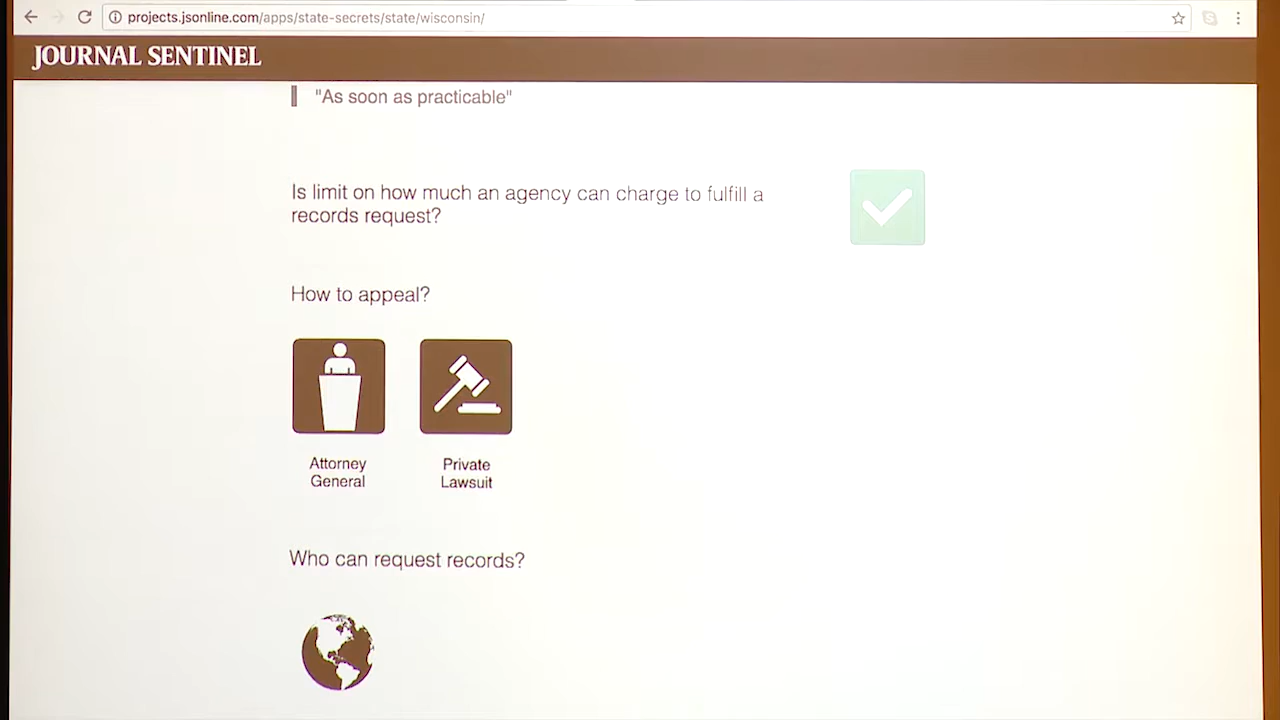 projects.jsonline.com/apps/state-secrets/state/wisconsin/
JOURNAL SENTINEL
"As soon as practicable"
Is limit on how much an agency can charge to fulfill a
records request?
How to appeal?
Attorney
General
Private
Lawsuit
Who can request records?